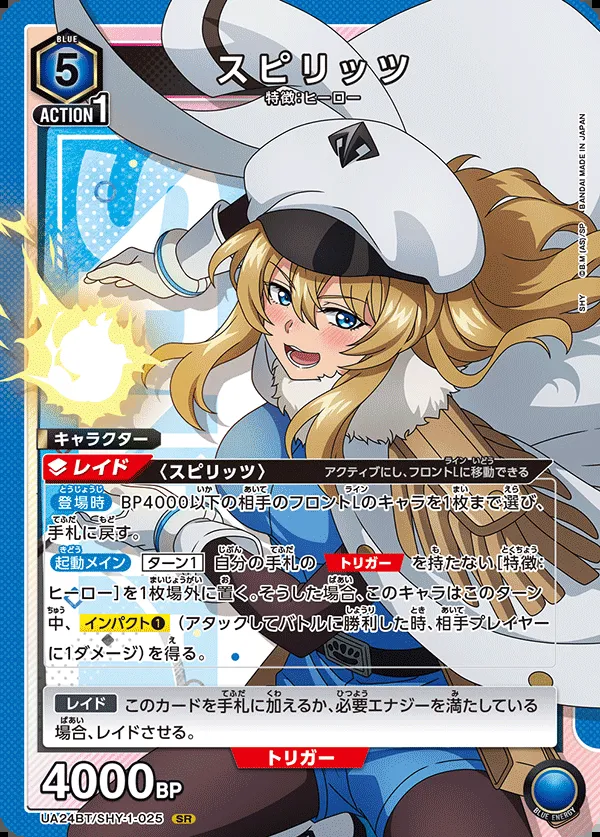 BLUE
5
ACTION1
スピリッツ
特徴:ヒーロー
SHY ©B.M (AS)/SP BANDAI MADE IN JAPAN
キャラクター
レイド 〈スピリッツ〉 アクティブにし、フロントLに移動できる
登場時 BP4000以下の相手のフロントLのキャラを1枚まで選び、
手札に戻す。
起動メイン ターン1 自分の手札の トリガー を持たない[特徴:
ヒーロー]を1枚場外に置く。そうした場合、このキャラはこのターン
中、 インパクト❶ (アタックしてバトルに勝利した時、相手プレイヤー
に1ダメージ)を得る。
レイド このカードを手札に加えるか、必要エナジーを満たしている
場合、レイドさせる。
トリガー
4000BP
UA24BT/SHY-1-025 SR
BLUE ENERGY